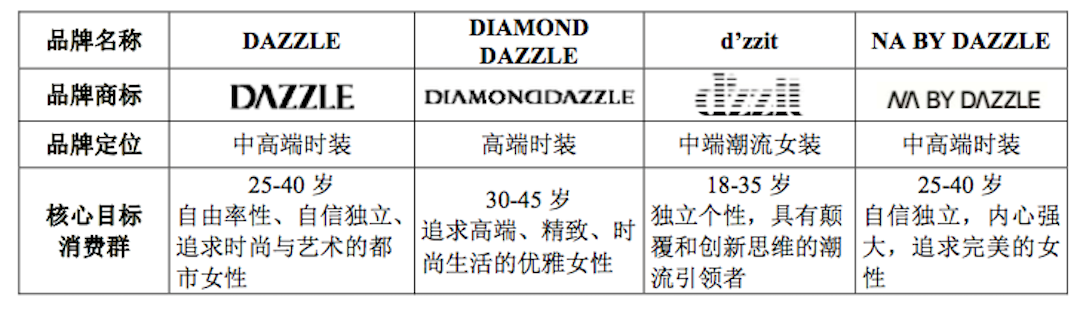 品牌名称 DAZZLE DIAMOND DAZZLE d’zzit NA BY DAZZLE
品牌商标 DAZZLE DIAMONDDAZZLE d'zzit NA BY DAZZLE
品牌定位 中高端时装 高端时装 中端潮流女装 中高端时装
核心目标
消费群
25-40 岁
自由率性、自信独立、
追求时尚与艺术的都
市女性
30-45 岁
追求高端、精致、时
尚生活的优雅女性
18-35 岁
独立个性，具有颠
覆和创新思维的潮
流引领者
25-40 岁
自信独立，内心强
大，追求完美的女
性